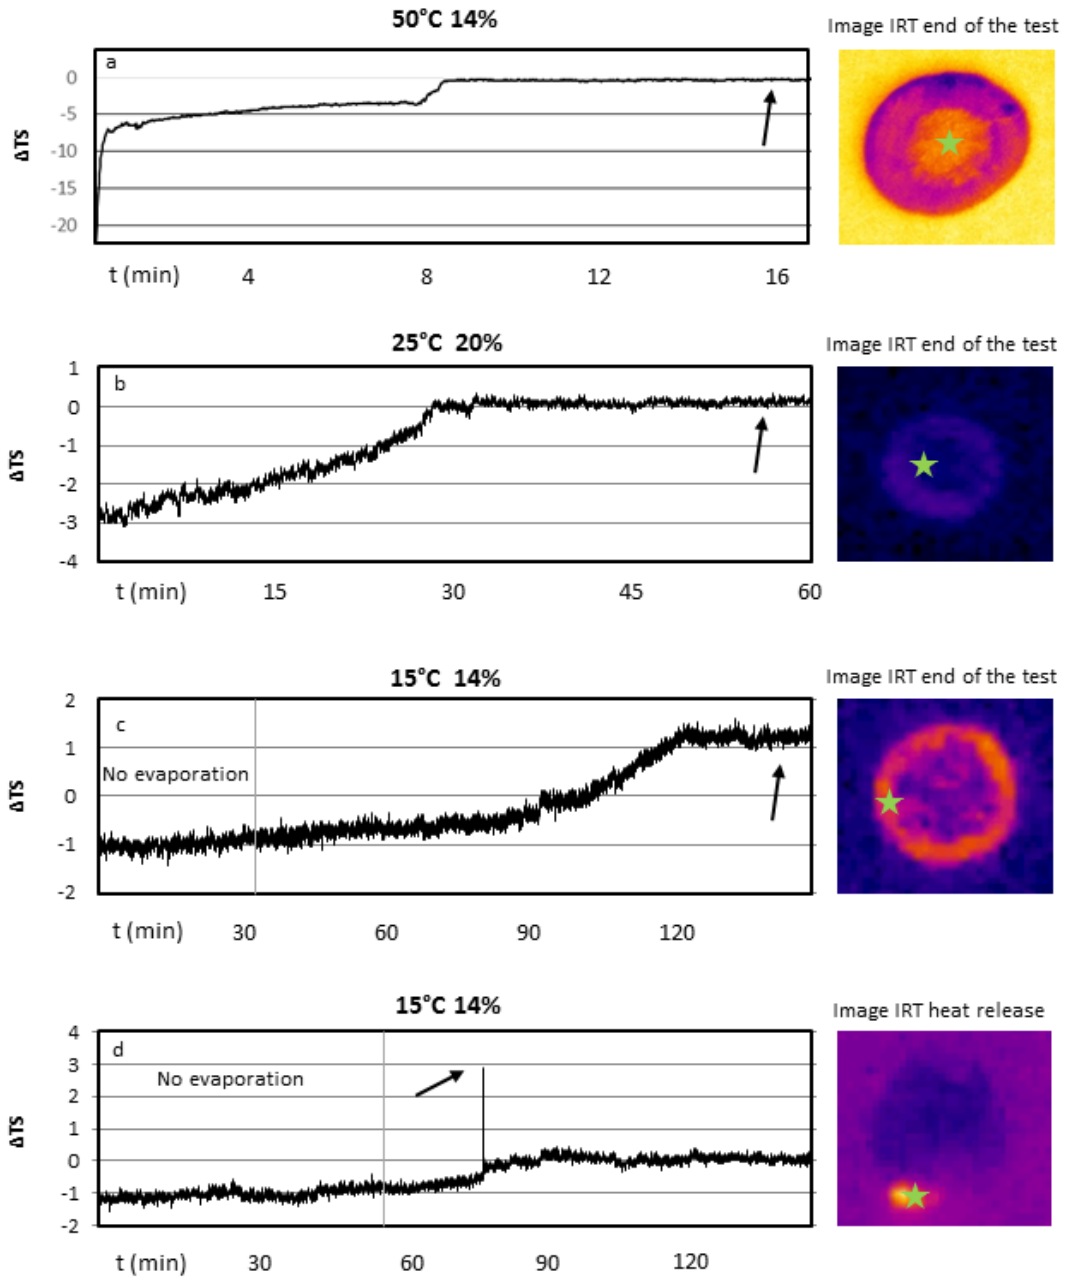 50°C 14%
Image IRT end of the test
a
ΔTS
0
-5
-10
-15
-20
t (min) 4 8 12 16
25°C 20%
Image IRT end of the test
b
ΔTS
1
0
-1
-2
-3
-4
t (min) 15 30 45 60
15°C 14%
Image IRT end of the test
c
No evaporation
ΔTS
2
1
0
-1
-2
t (min) 30 60 90 120
15°C 14%
Image IRT heat release
d
No evaporation
ΔTS
4
3
2
1
0
-1
-2
t (min) 30 60 90 120